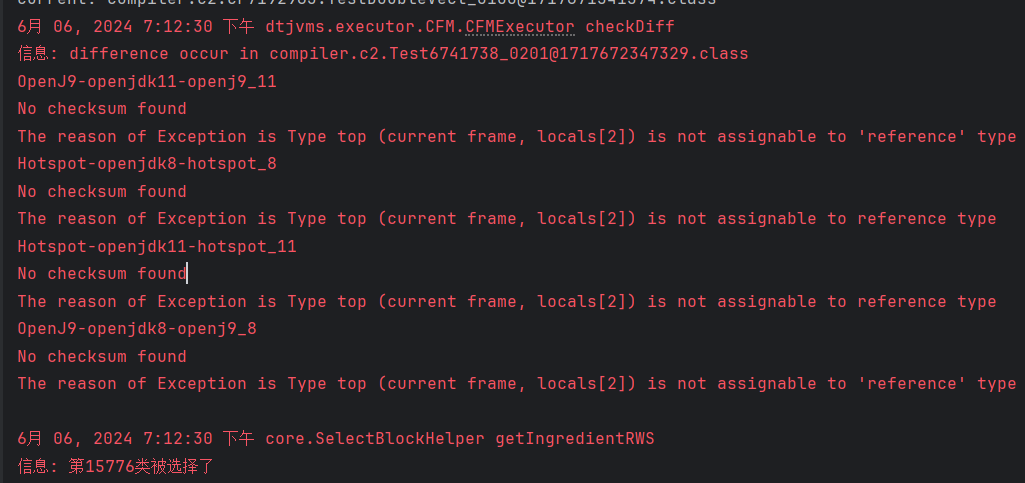 6月 06, 2024 7:12:30 下午 dtjvms.executor.CFM.CFMExecutor checkDiff
信息: difference occur in compiler.c2.Test6741738_0201@1717672347329.class
OpenJ9-openjdk11-openj9_11
No checksum found
The reason of Exception is Type top (current frame, locals[2]) is not assignable to 'reference' type
Hotspot-openjdk8-hotspot_8
No checksum found
The reason of Exception is Type top (current frame, locals[2]) is not assignable to reference type
Hotspot-openjdk11-hotspot_11
No checksum found
The reason of Exception is Type top (current frame, locals[2]) is not assignable to reference type
OpenJ9-openjdk8-openj9_8
No checksum found
The reason of Exception is Type top (current frame, locals[2]) is not assignable to 'reference' type
6月 06, 2024 7:12:30 下午 core.SelectBlockHelper getIngredientRWS
信息: 第15776类被选择了